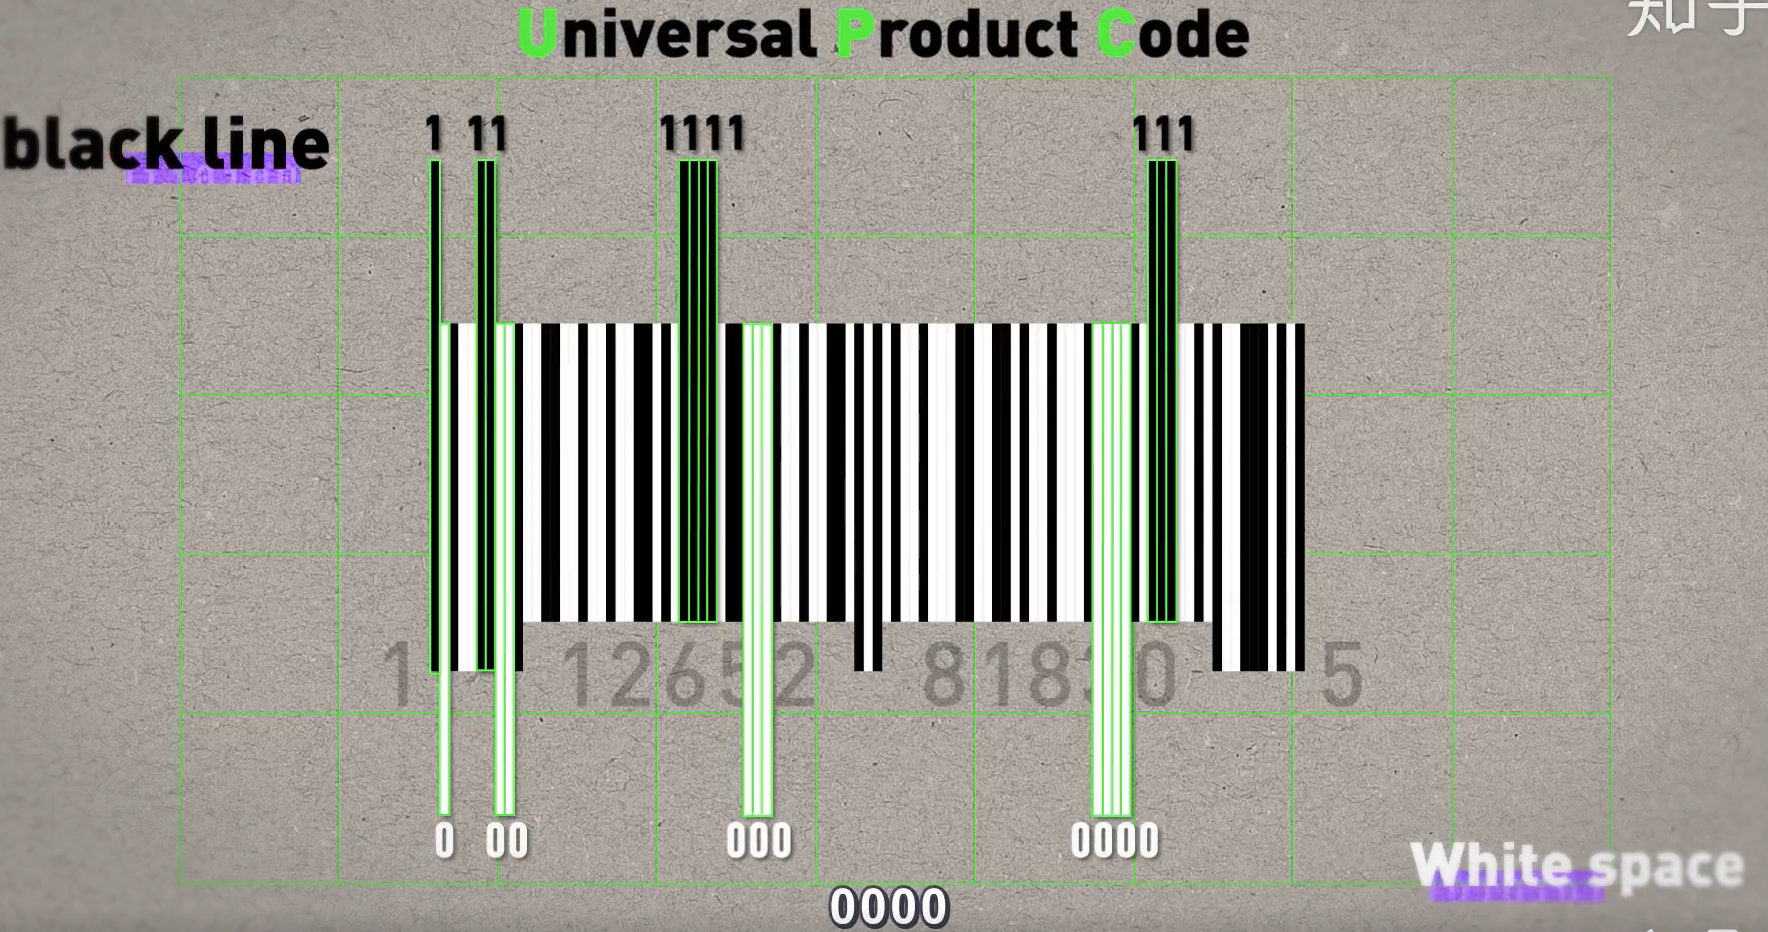 知乎
Universal Product Code
black line
1 11 1111 111
1 12652 81830 5
0 00 000 0000
White space
0000